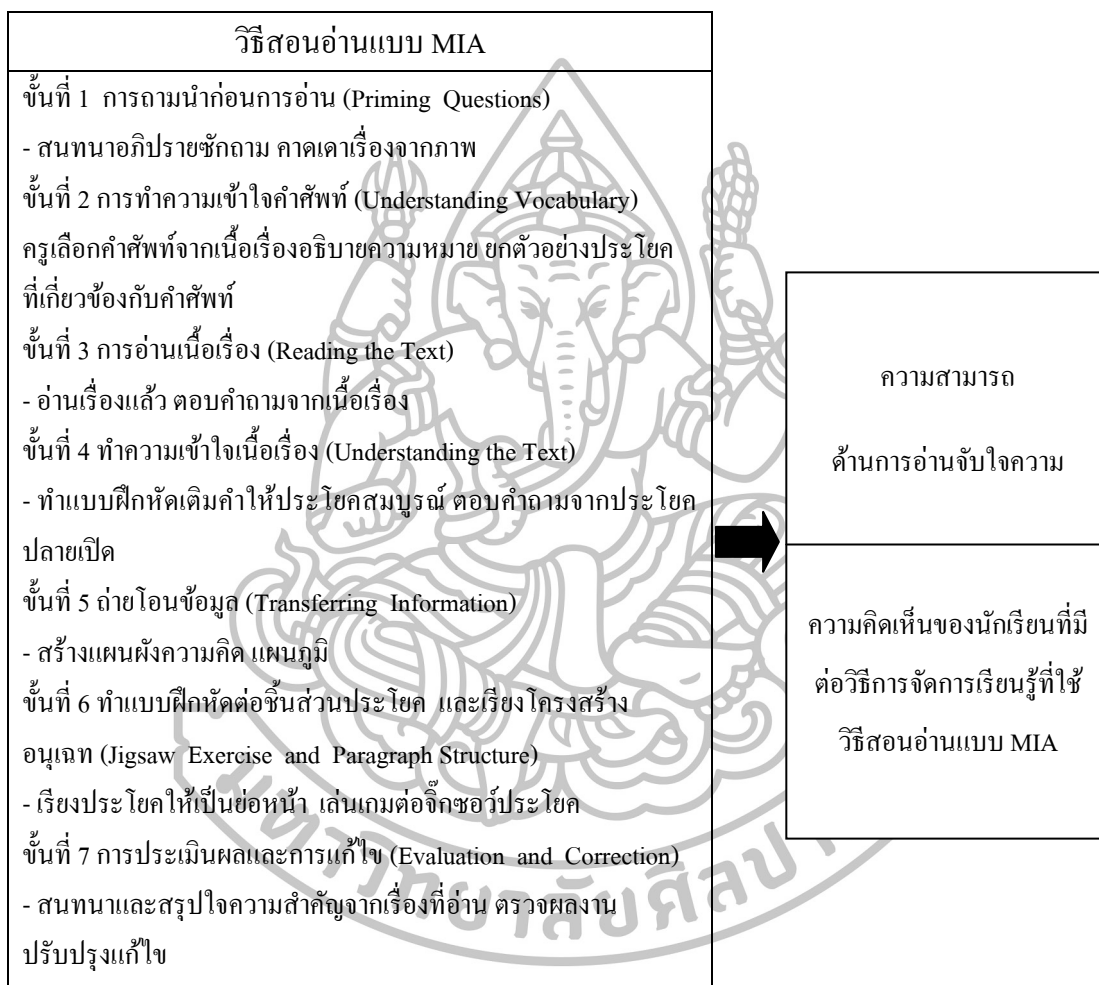 วิธีสอนอ่านแบบ MIA
ขั้นที่ 1 การถามนำก่อนการอ่าน (Priming Questions)
- สนทนาอภิปรายซักถาม คาดเดาเรื่องจากภาพ
ขั้นที่ 2 การทำความเข้าใจคำศัพท์ (Understanding Vocabulary)
ครูเลือกคำศัพท์จากเนื้อเรื่องอธิบายความหมาย ยกตัวอย่างประโยค
ที่เกี่ยวข้องกับคำศัพท์
ขั้นที่ 3 การอ่านเนื้อเรื่อง (Reading the Text)
- อ่านเรื่องแล้ว ตอบคำถามจากเนื้อเรื่อง
ขั้นที่ 4 ทำความเข้าใจเนื้อเรื่อง (Understanding the Text)
- ทำแบบฝึกหัดเติมคำให้ประโยคสมบูรณ์ ตอบคำถามจากประโยค
ปลายเปิด
ขั้นที่ 5 ถ่ายโอนข้อมูล (Transferring Information)
- สร้างแผนผังความคิด แผนภูมิ
ขั้นที่ 6 ทำแบบฝึกหัดต่อชิ้นส่วนประโยค และเรียงโครงสร้าง
อนุเฉท (Jigsaw Exercise and Paragraph Structure)
- เรียงประโยคให้เป็นย่อหน้า เล่นเกมต่อจิ๊กซอว์ประโยค
ขั้นที่ 7 การประเมินผลและการแก้ไข (Evaluation and Correction)
- สนทนาและสรุปใจความสำคัญจากเรื่องที่อ่าน ตรวจผลงาน
ปรับปรุงแก้ไข
ความสามารถ
ด้านการอ่านจับใจความ
ความคิดเห็นของนักเรียนที่มี
ต่อวิธีการจัดการเรียนรู้ที่ใช้
วิธีสอนอ่านแบบ MIA